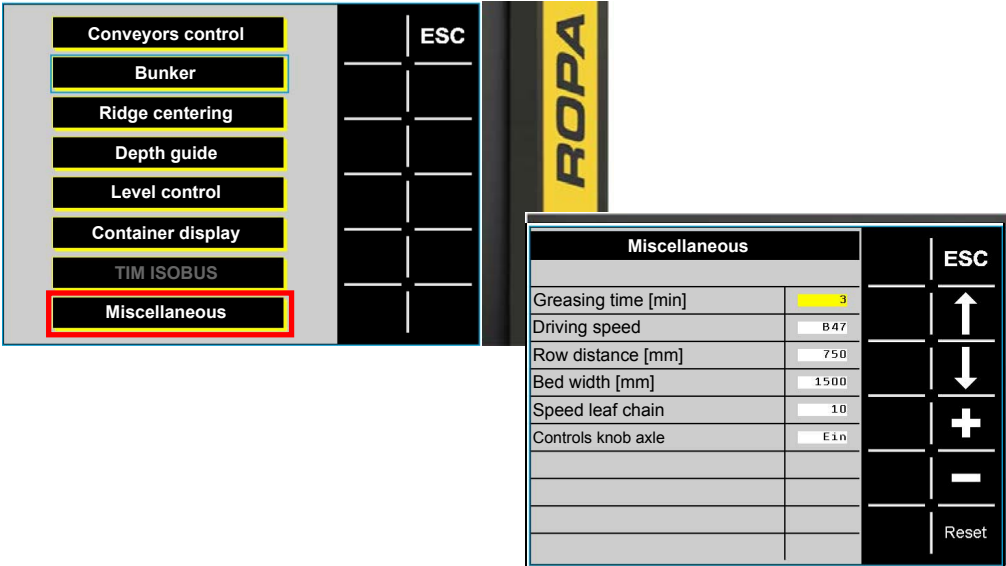 Conveyors control
ESC
Bunker
Ridge centering
Depth guide
Level control
Container display
TIM ISOBUS
Miscellaneous
ROPA
Miscellaneous
ESC
Greasing time [min] 3
Driving speed B47
Row distance [mm] 750
Bed width [mm] 1500
Speed leaf chain 10
Controls knob axle Ein
Reset